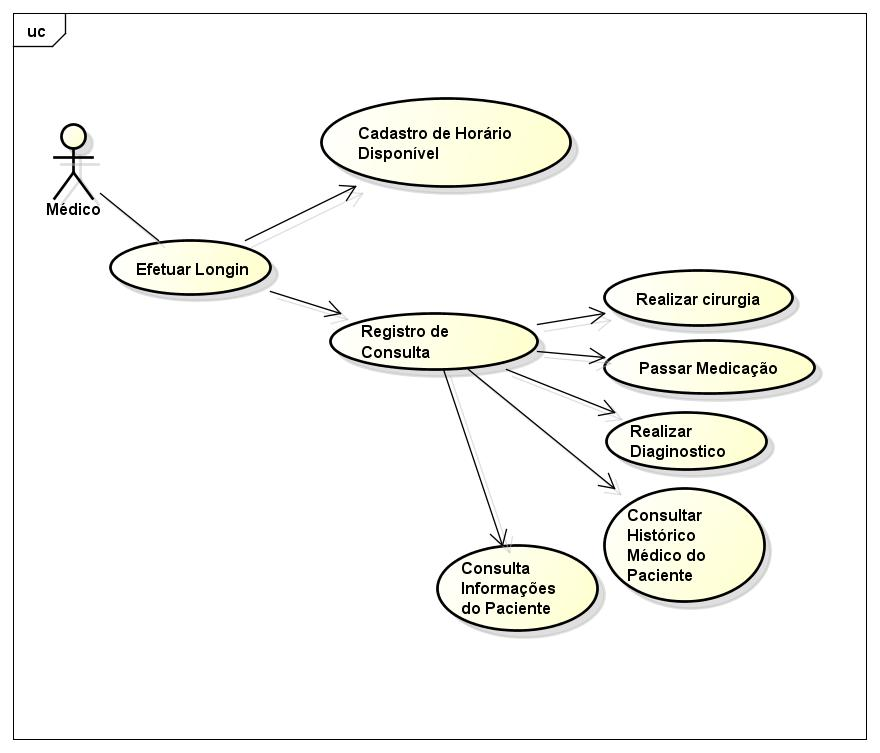 uc
Médico
Cadastro de Horário
Disponível
Efetuar Longin
Registro de
Consulta
Realizar cirurgia
Passar Medicação
Realizar
Diaginostico
Consultar
Histórico
Médico do
Paciente
Consulta
Informações
do Paciente